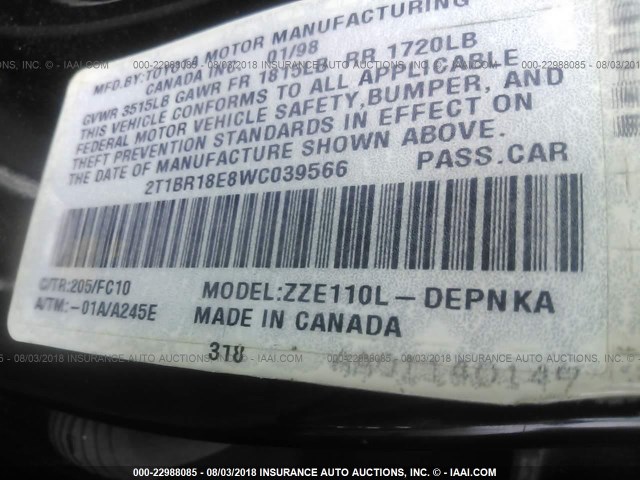 MFD.BY:TOYOTA MOTOR MANUFACTURING
CANADA INC. 01/98
GVWR 3515LB GAWR FR 1815LB RR 1720LB
THIS VEHICLE CONFORMS TO ALL APPLICABLE
FEDERAL MOTOR VEHICLE SAFETY,BUMPER, AND
THEFT PREVENTION STANDARDS IN EFFECT ON
THE DATE OF MANUFACTURE SHOWN ABOVE.
2T1BR18E8WC039566 PASS.CAR
C/TR:205/FC10 MODEL:ZZE110L-DEPNKA
A/TM:-01A/A245E MADE IN CANADA
318
000-22988085 - 08/03/2018 INSURANCE AUTO AUCTIONS, INC. - © IAAI.COM